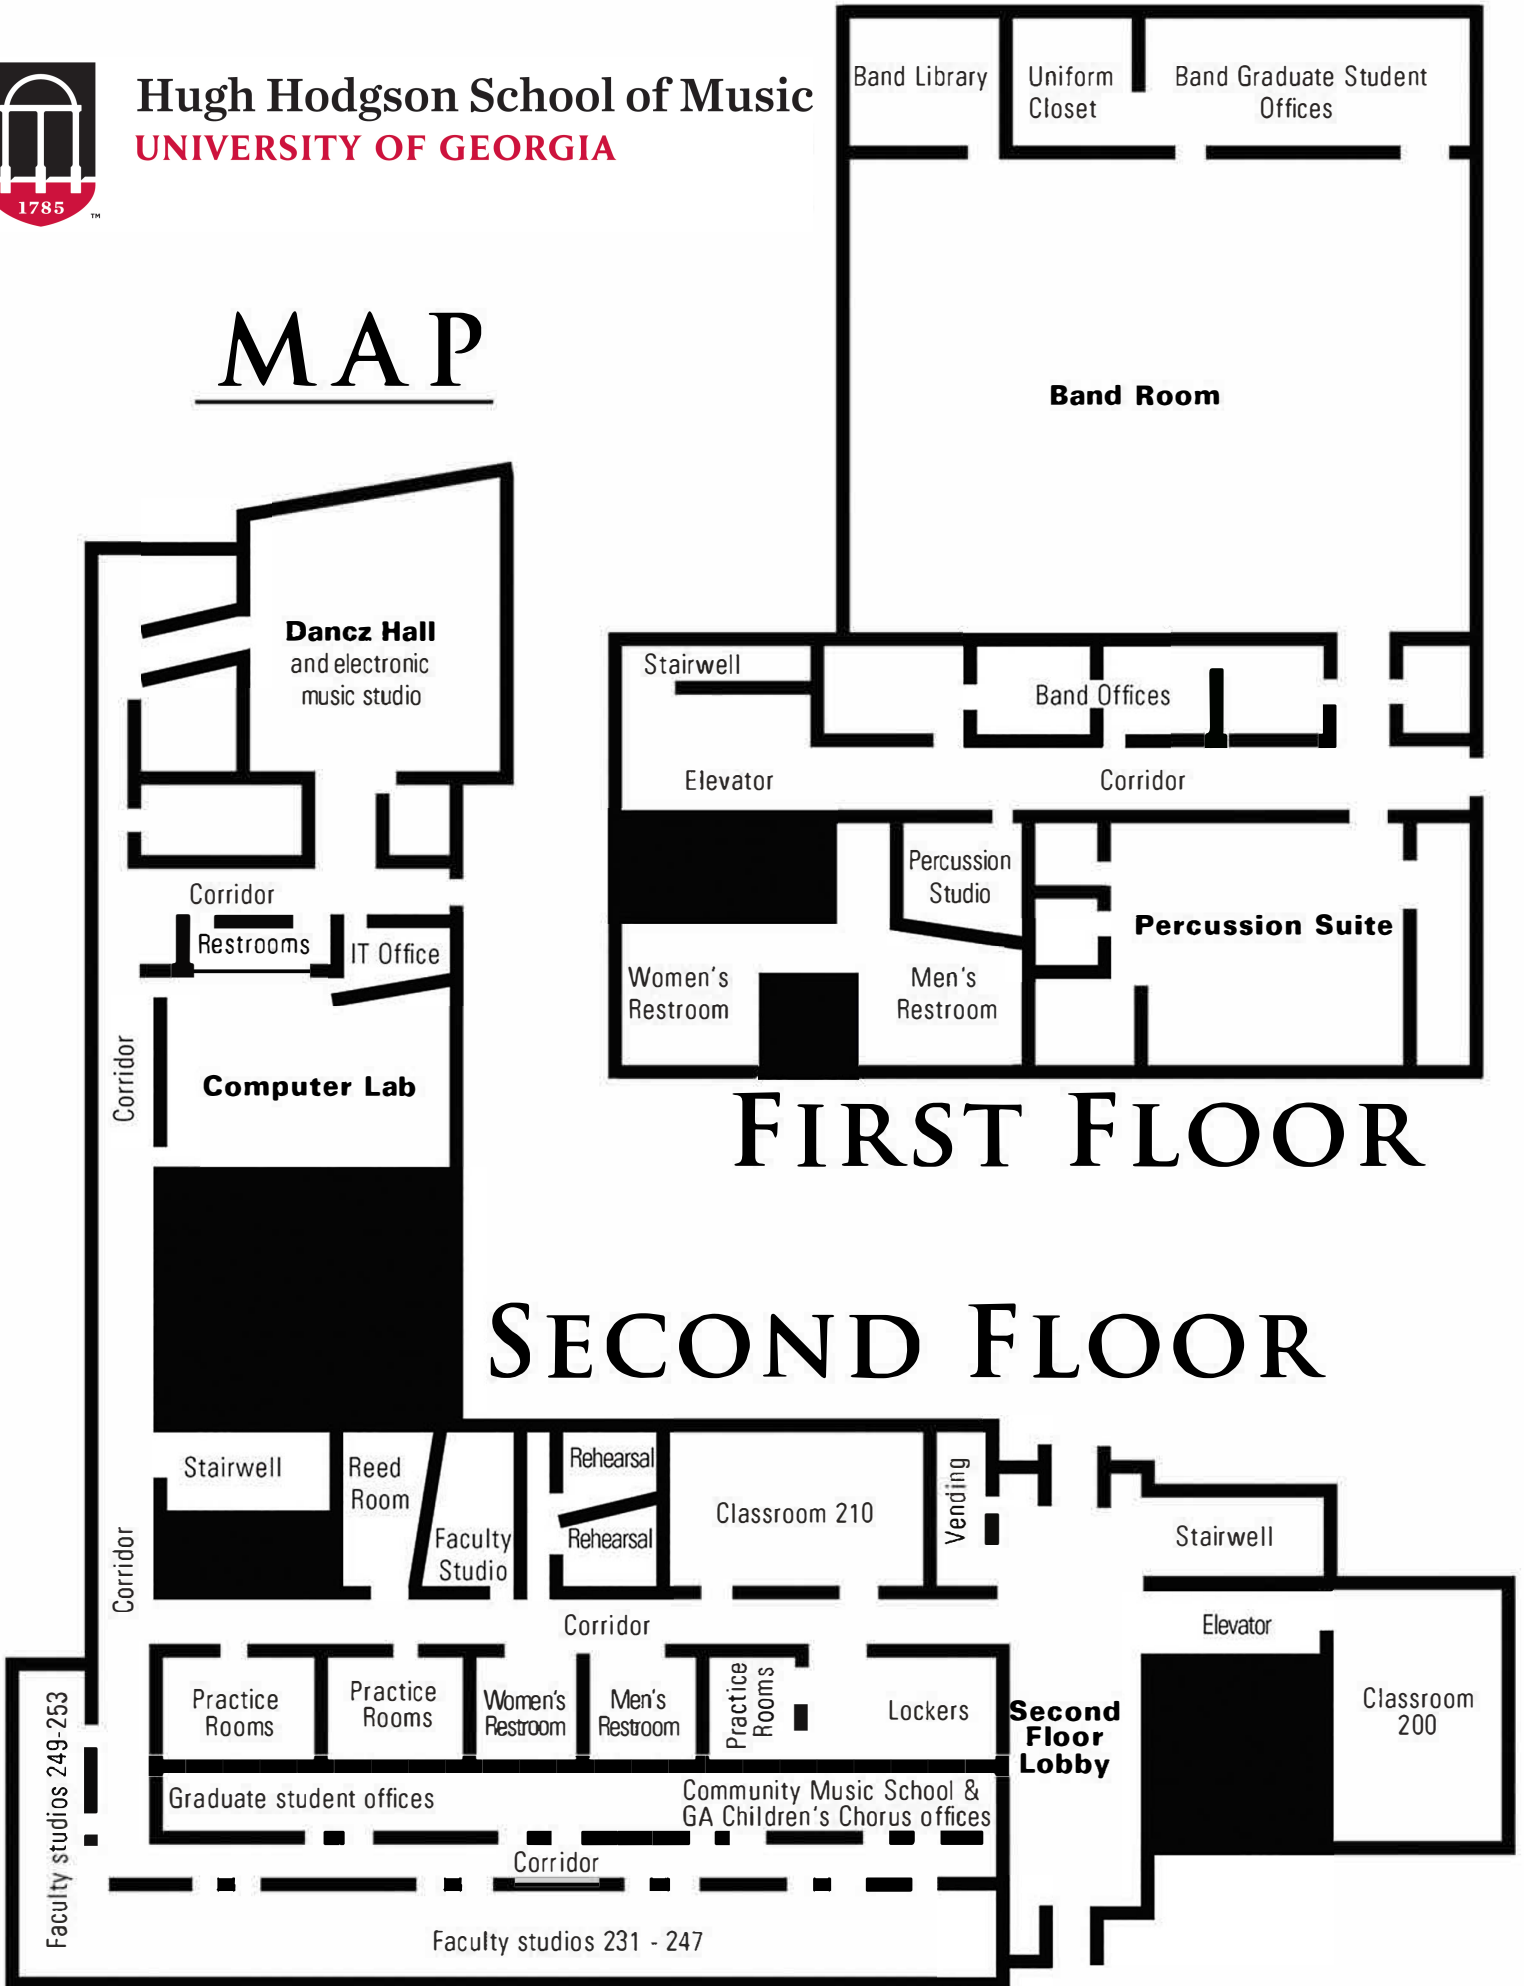 Hugh Hodgson School of Music
UNIVERSITY OF GEORGIA
1785
™
MAP
Band Library
Uniform
Closet
Band Graduate Student
Offices
Band Room
Stairwell
Band Offices
Elevator
Corridor
Percussion
Studio
Percussion Suite
Women's
Restroom
Men's
Restroom
FIRST FLOOR
Dancz Hall
and electronic
music studio
Corridor
Restrooms
IT Office
Corridor
Computer Lab
SECOND FLOOR
Stairwell
Reed
Room
Faculty
Studio
Rehearsal
Rehearsal
Classroom 210
Vending
Stairwell
Corridor
Corridor
Elevator
Practice
Rooms
Practice
Rooms
Women's
Restroom
Men's
Restroom
Practice
Rooms
Lockers
Second
Floor
Lobby
Classroom
200
Faculty studios 249-253
Graduate student offices
Community Music School &
GA Children's Chorus offices
Corridor
Faculty studios 231 - 247